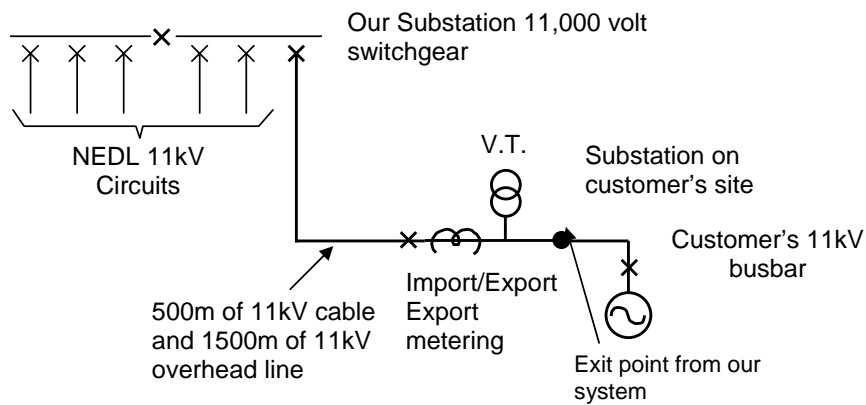 Our Substation 11,000 volt
switchgear
NEDL 11kV
Circuits
V.T.
Substation on
customer’s site
Customer’s 11kV
busbar
Import/Export
Export
metering
500m of 11kV cable
and 1500m of 11kV
overhead line
Exit point from our
system